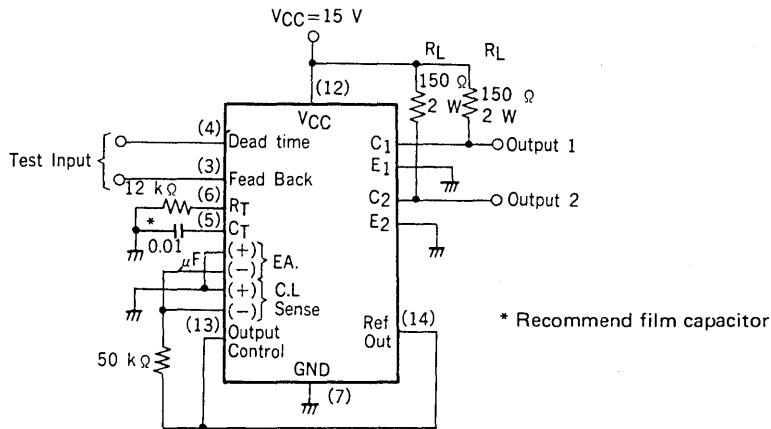 VCC=15 V
RL
RL
(12)
150 Ω
2 W
150 Ω
2 W
VCC
(4)
Dead time
C1
Output 1
Test Input
(3)
Fead Back
E1
12 kΩ
(6)
RT
C2
Output 2
*
(5)
CT
E2
0.01
μF
(+)
(−)
EA.
(+)
(−)
C.L
Sense
(13)
Output
Control
Ref
Out
(14)
* Recommend film capacitor
50 kΩ
GND
(7)